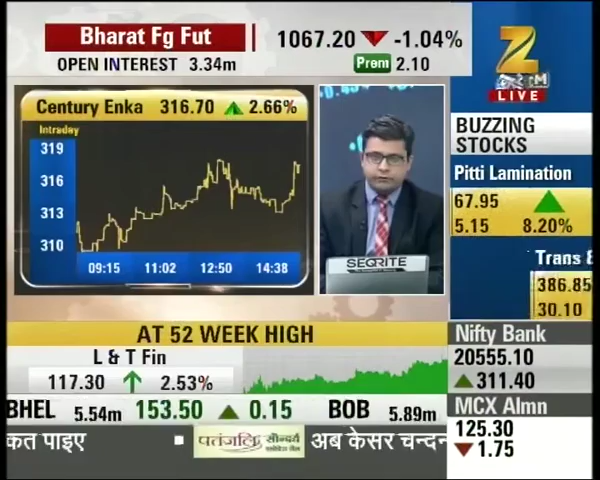 Bharat Fg Fut
1067.20 -1.04%
OPEN INTEREST 3.34m
Prem 2.10
Z
LIVE
Century Enka 316.70 2.66%
Intraday
319
316
313
310
09:15 11:02 12:50 14:38
SEQRITE
BUZZING
STOCKS
Pitti Lamination
67.95
5.15 8.20%
Trans &
386.85
30.10
AT 52 WEEK HIGH
L & T Fin
117.30 2.53%
Nifty Bank
20555.10
311.40
BHEL 5.54m 153.50 0.15 BOB 5.89m
MCX Almn
125.30
1.75
कत पाइए
पतंजलि सौन्दर्य
अब केसर चन्दन